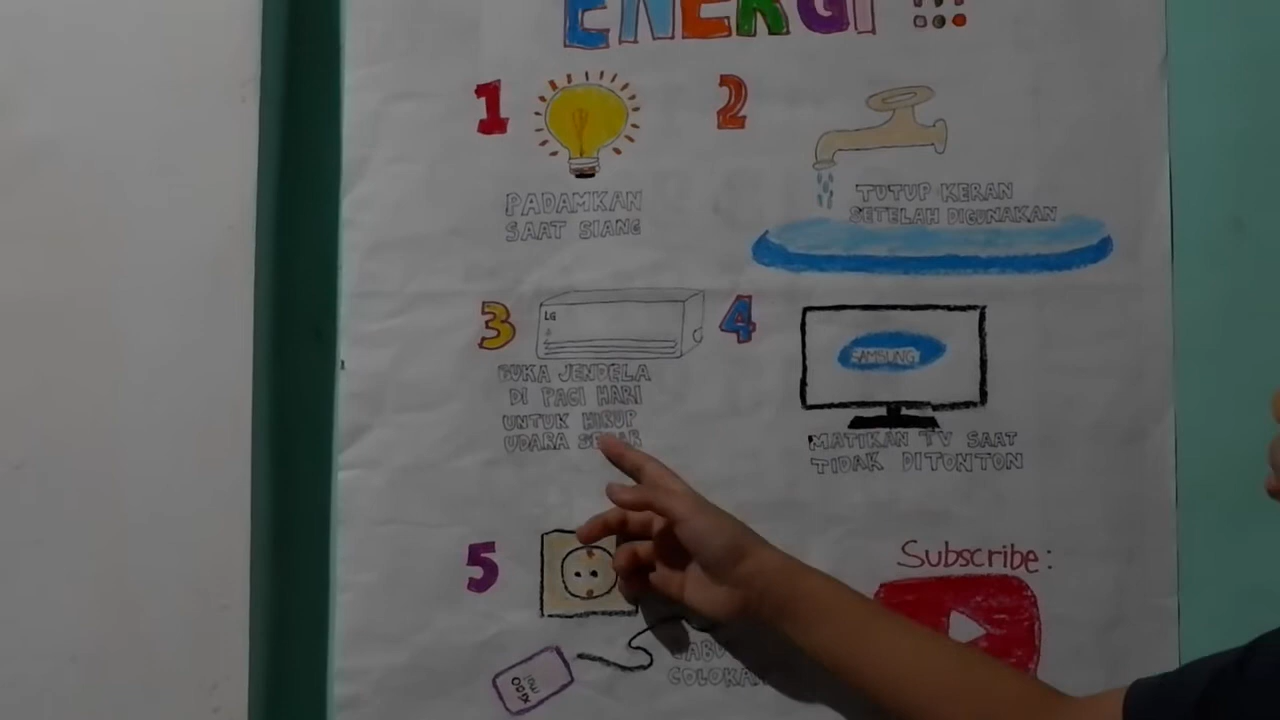 ENERGI !!!
1
PADAMKAN
SAAT SIANG
2
TUTUP KERAN
SETELAH DIGUNAKAN
3
LG
BUKA JENDELA
DI PAGI HARI
UNTUK HIRUP
UDARA
4
SAMSUNG
MATIKAN TV SAAT
TIDAK DITONTON
5
Subscribe: